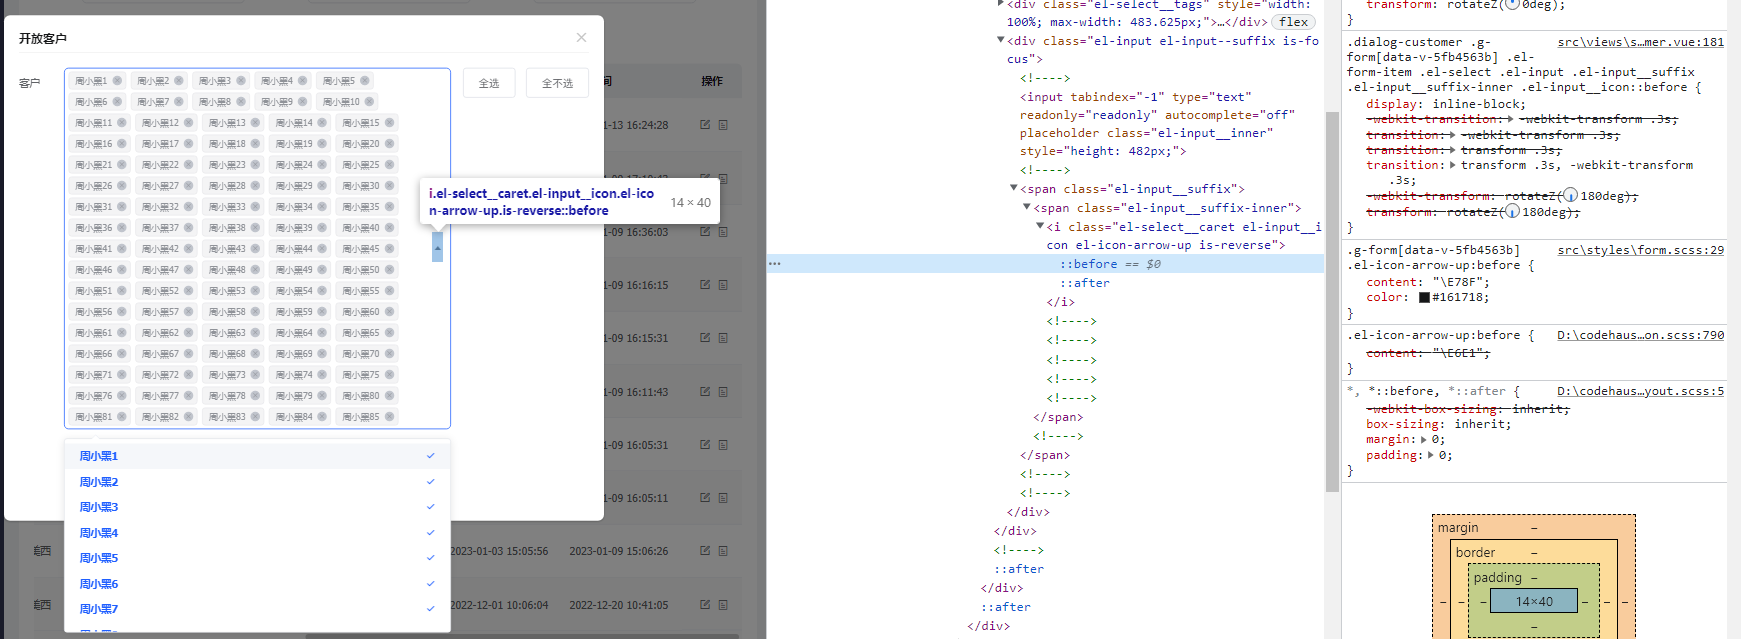 开放客户
客户
周小黑1 周小黑2 周小黑3 周小黑4 周小黑5
周小黑6 周小黑7 周小黑8 周小黑9 周小黑10
周小黑11 周小黑12 周小黑13 周小黑14 周小黑15
周小黑16 周小黑17 周小黑18 周小黑19 周小黑20
周小黑21 周小黑22 周小黑23 周小黑24 周小黑25
周小黑26 周小黑27 周小黑28 周小黑29 周小黑30
周小黑31 周小黑32 周小黑33 周小黑34 周小黑35
周小黑36 周小黑37 周小黑38 周小黑39 周小黑40
周小黑41 周小黑42 周小黑43 周小黑44 周小黑45
周小黑46 周小黑47 周小黑48 周小黑49 周小黑50
周小黑51 周小黑52 周小黑53 周小黑54 周小黑55
周小黑56 周小黑57 周小黑58 周小黑59 周小黑60
周小黑61 周小黑62 周小黑63 周小黑64 周小黑65
周小黑66 周小黑67 周小黑68 周小黑69 周小黑70
周小黑71 周小黑72 周小黑73 周小黑74 周小黑75
周小黑76 周小黑77 周小黑78 周小黑79 周小黑80
周小黑81 周小黑82 周小黑83 周小黑84 周小黑85
全选 全不选
周小黑1
周小黑2
周小黑3
周小黑4
周小黑5
周小黑6
周小黑7
间 操作
1-13 16:24:28
1-09 16:36:03
1-09 16:16:15
1-09 16:15:31
1-09 16:11:43
1-09 16:05:31
1-09 16:05:11
2023-01-03 15:05:56 2023-01-09 15:06:26
2022-12-01 10:06:04 2022-12-20 10:41:05
i.el-select__caret.el-input__icon.el-ico
n-arrow-up.is-reverse::before 14 × 40
<div class="el-select__tags" style="width:
100%; max-width: 483.625px;">…</div> flex
<div class="el-input el-input--suffix is-fo
cus">
<!---->
<input tabindex="-1" type="text"
readonly="readonly" autocomplete="off"
placeholder class="el-input__inner"
style="height: 482px;">
<!---->
<span class="el-input__suffix">
<span class="el-input__suffix-inner">
<i class="el-select__caret el-input__i
con el-icon-arrow-up is-reverse">
::before == $0
::after
</i>
<!---->
<!---->
<!---->
<!---->
<!---->
</span>
<!---->
</span>
<!---->
<!---->
</div>
</div>
<!---->
::after
</div>
::after
</div>
transform: rotateZ(0deg);
}
.dialog-customer .g- src\views\s…mer.vue:181
form[data-v-5fb4563b] .el-
form-item .el-select .el-input .el-input__suffix
.el-input__suffix-inner .el-input__icon::before {
display: inline-block;
-webkit-transition: -webkit-transform .3s;
transition: -webkit-transform .3s;
transition: transform .3s;
transition: transform .3s, -webkit-transform
.3s;
-webkit-transform: rotateZ(180deg);
transform: rotateZ(180deg);
}
.g-form[data-v-5fb4563b] src\styles\form.scss:29
.el-icon-arrow-up:before {
content: "\E78F";
color: #161718;
}
.el-icon-arrow-up:before { D:\codehaus…on.scss:790
content: "\E6E1";
}
*, *::before, *::after { D:\codehaus…yout.scss:5
-webkit-box-sizing: inherit;
box-sizing: inherit;
margin: 0;
padding: 0;
}
margin –
border –
padding –
– – – 14×40 – – –
–